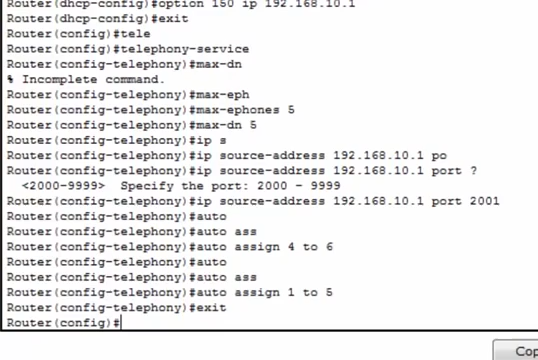 Router(dhcp-config)#option 150 ip 192.168.10.1
Router(dhcp-config)#exit
Router(config)#tele
Router(config)#telephony-service
Router(config-telephony)#max-dn
% Incomplete command.
Router(config-telephony)#max-eph
Router(config-telephony)#max-ephones 5
Router(config-telephony)#max-dn 5
Router(config-telephony)#ip s
Router(config-telephony)#ip source-address 192.168.10.1 po
Router(config-telephony)#ip source-address 192.168.10.1 port ?
<2000-9999> Specify the port: 2000 - 9999
Router(config-telephony)#ip source-address 192.168.10.1 port 2001
Router(config-telephony)#auto
Router(config-telephony)#auto ass
Router(config-telephony)#auto assign 4 to 6
Router(config-telephony)#auto
Router(config-telephony)#auto ass
Router(config-telephony)#auto assign 1 to 5
Router(config-telephony)#exit
Router(config)#